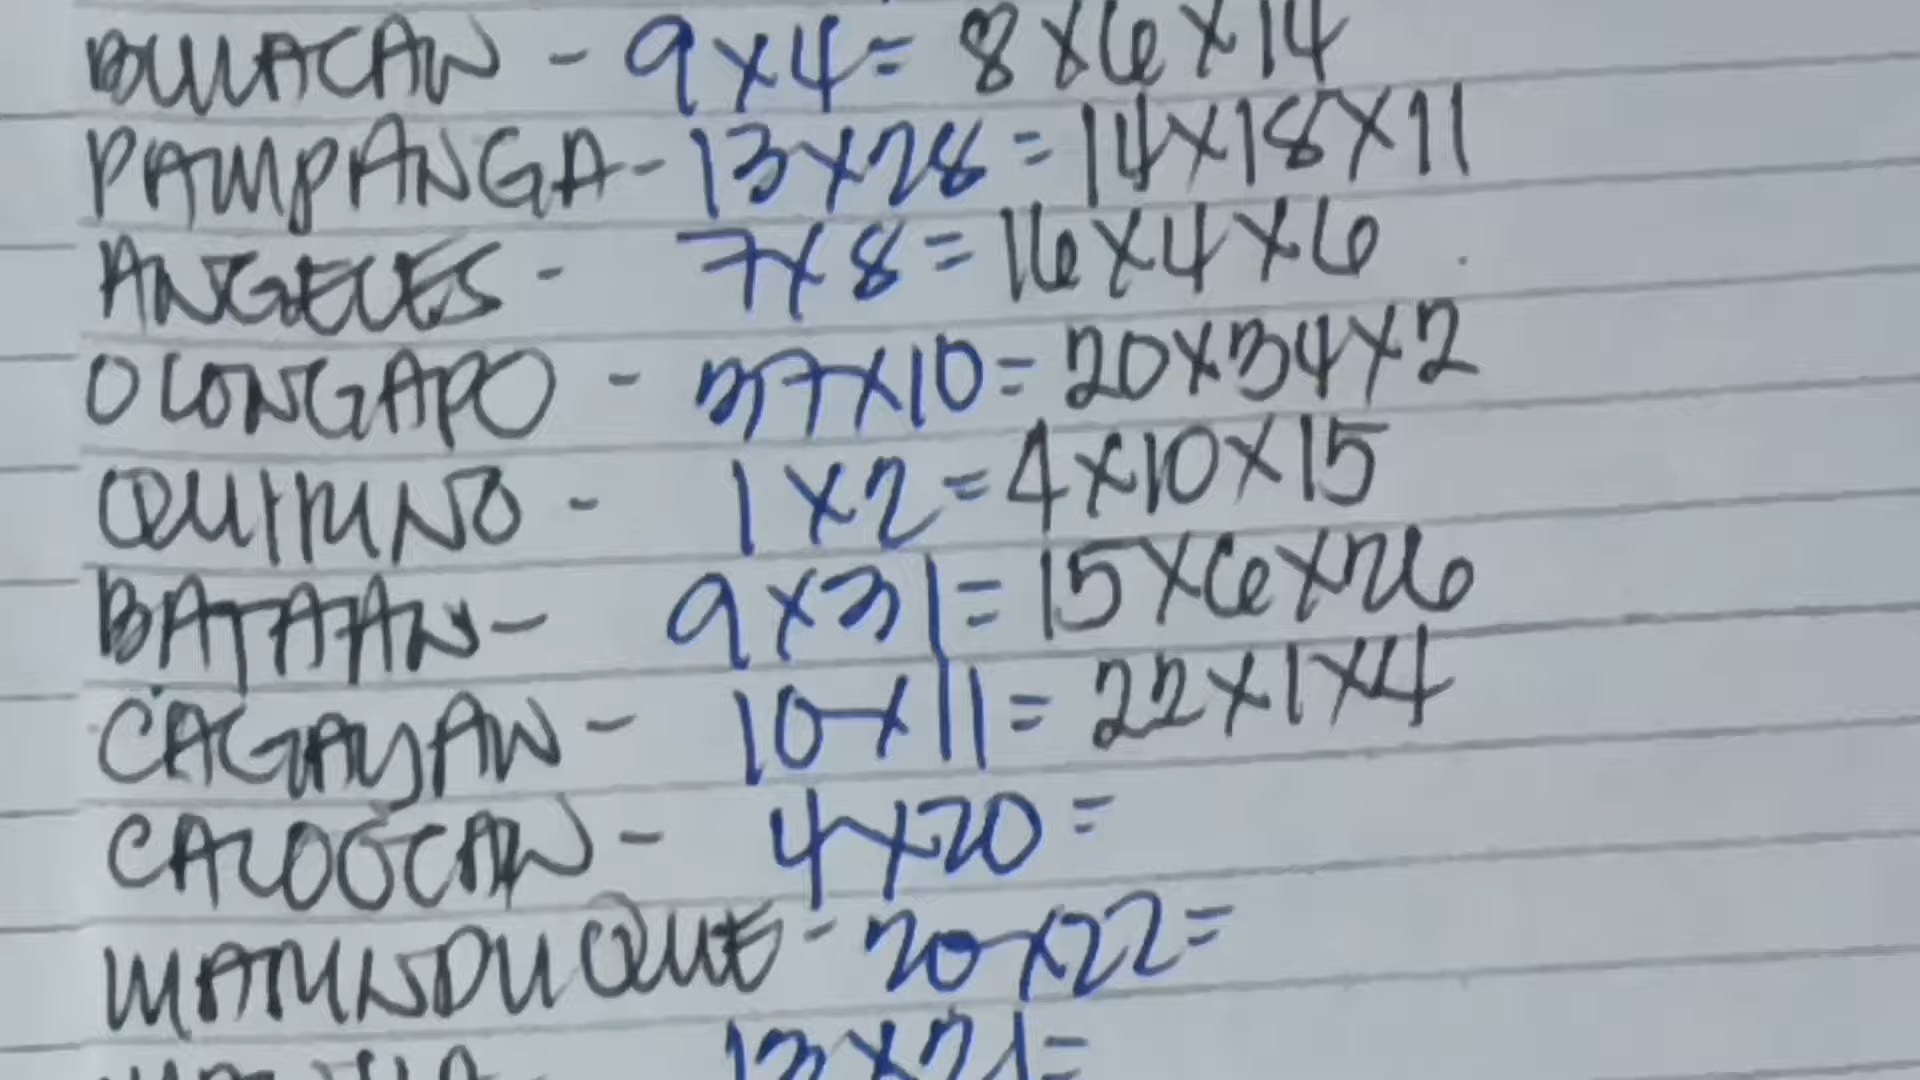 BULACAN - 9x4= 8x6x14
PAMPANGA- 13x28= 14x18x11
ANGELES- 7x8= 16x4x6
OLONGAPO - 37x10= 20x34x2
QUIRINO - 1x2= 4x10x15
BATAAN- 9x31= 15x6x26
CAGAYAN- 10x11= 22x1x4
CALOOCAN- 4x20=
MARINDUQUE- 20x22=